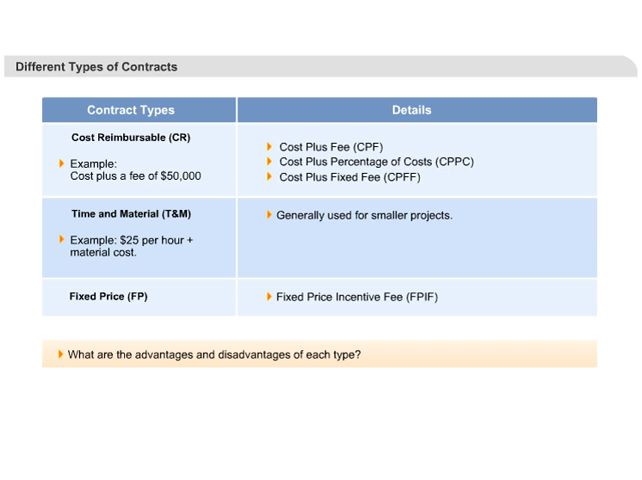 Different Types of Contracts
Contract Types
Details
Cost Reimbursable (CR)
Example:
Cost plus a fee of $50,000
Cost Plus Fee (CPF)
Cost Plus Percentage of Costs (CPPC)
Cost Plus Fixed Fee (CPFF)
Time and Material (T&M)
Example: $25 per hour +
material cost.
Generally used for smaller projects.
Fixed Price (FP)
Fixed Price Incentive Fee (FPIF)
What are the advantages and disadvantages of each type?